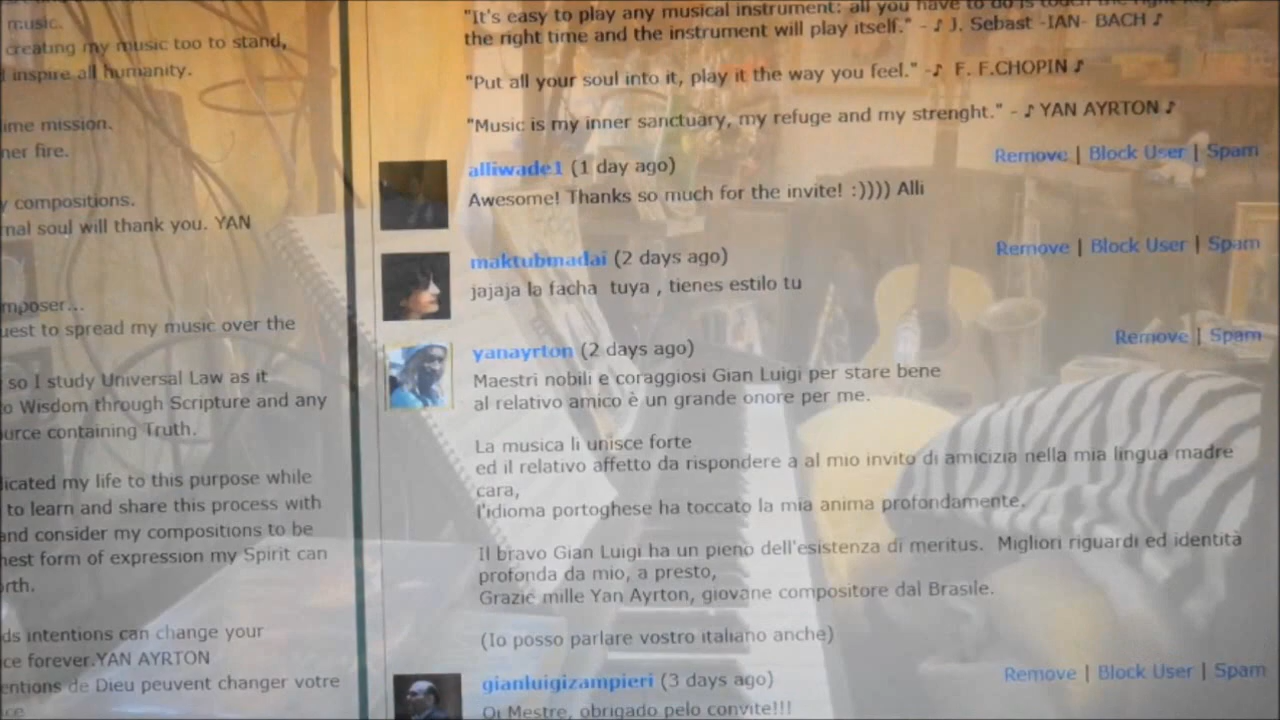 music.
creating my music too to stand,
inspire all humanity.
ime mission.
ner fire.
y compositions.
nal soul will thank you. YAN
mposer...
uest to spread my music over the
so I study Universal Law as it
o Wisdom through Scripture and any
ource containing Truth.
licated my life to this purpose while
to learn and share this process with
and consider my compositions to be
hest form of expression my Spirit can
orth.
ds intentions can change your
ce forever.YAN AYRTON
entions de Dieu peuvent changer votre
"It's easy to play any musical instrument: all you have to do is touch the right key at
the right time and the instrument will play itself." - ♪ J. Sebast -IAN- BACH ♪
"Put all your soul into it, play it the way you feel." -♪ F. F.CHOPIN ♪
"Music is my inner sanctuary, my refuge and my strenght." - ♪ YAN AYRTON ♪
Remove | Block User | Spam
alliwade1 (1 day ago)
Awesome! Thanks so much for the invite! :)))) Alli
Remove | Block User | Spam
maktubmadai (2 days ago)
jajaja la facha tuya , tienes estilo tu
Remove | Spam
yanayrton (2 days ago)
Maestri nobili e coraggiosi Gian Luigi per stare bene
al relativo amico è un grande onore per me.
La musica li unisce forte
ed il relativo affetto da rispondere a al mio invito di amicizia nella mia lingua madre
cara,
l'idioma portoghese ha toccato la mia anima profondamente.
Il bravo Gian Luigi ha un pieno dell'esistenza di meritus. Migliori riguardi ed identità
profonda da mio, a presto,
Grazie mille Yan Ayrton, giovane compositore dal Brasile.
(Io posso parlare vostro italiano anche)
Remove | Block User | Spam
gianluigizampieri (3 days ago)
Oi Mestre, obrigado pelo convite!!!